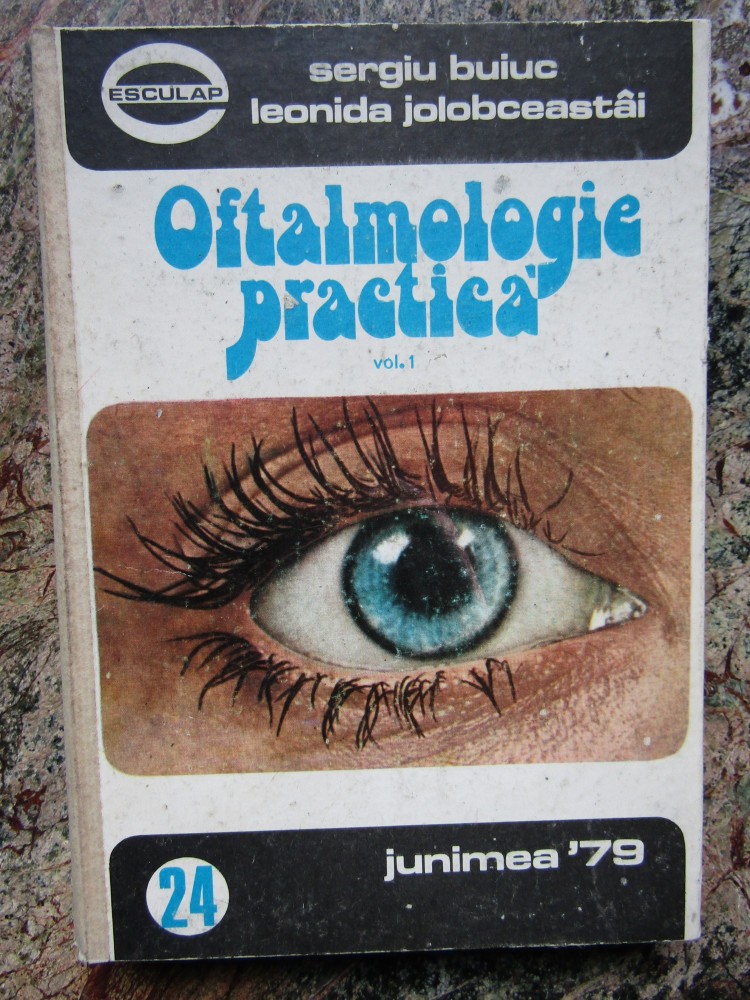 ESCULAP
sergiu buiuc
leonida jolobceastâi
Oftalmologie
practică
vol.1
junimea '79
24